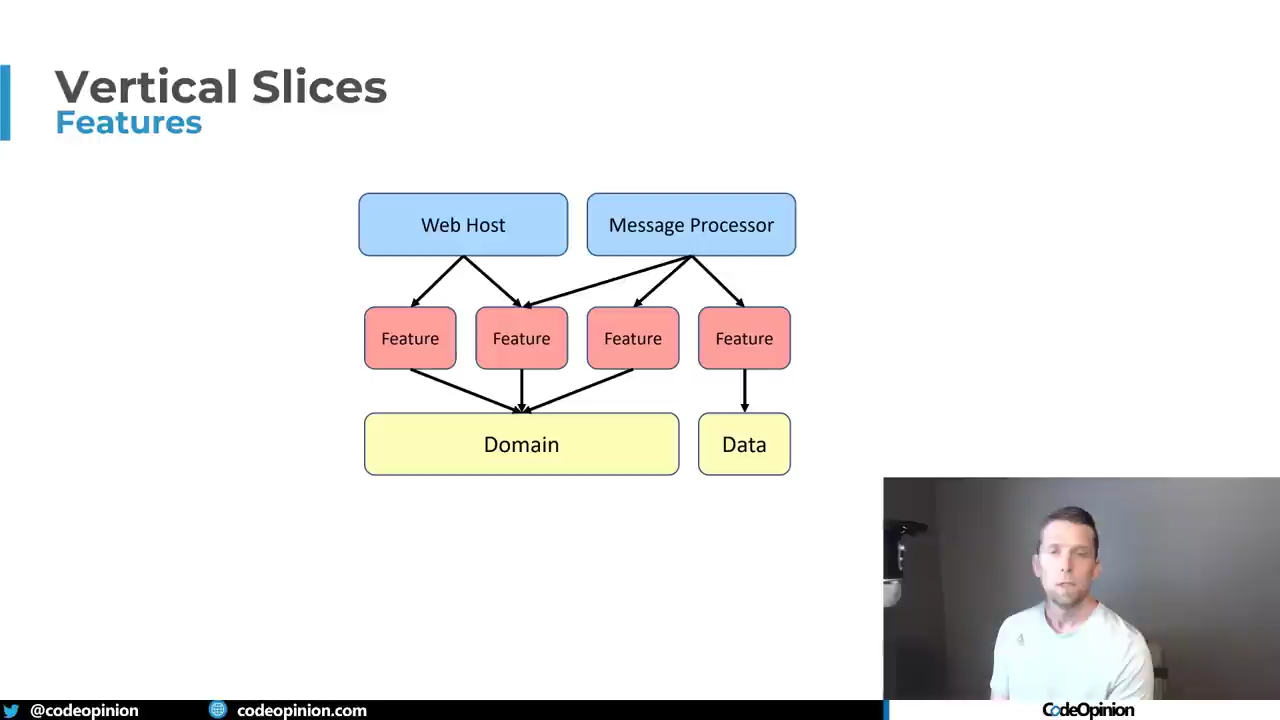 Vertical Slices
Features
Web Host
Message Processor
Feature
Feature
Feature
Feature
Domain
Data
@codeopinion
codeopinion.com
CodeOpinion